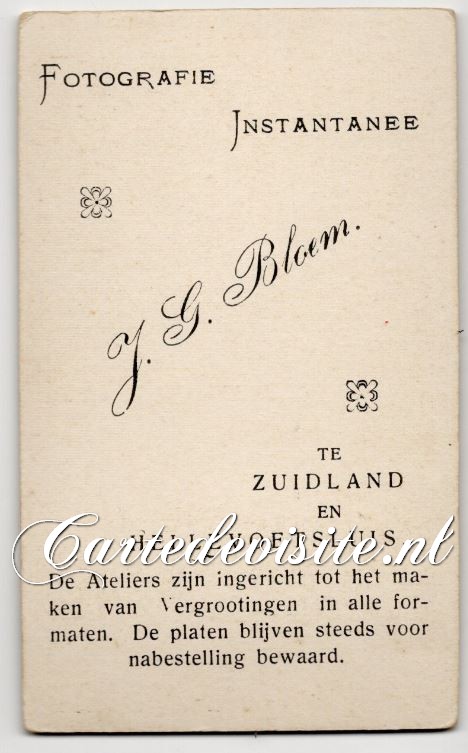 FOTOGRAFIE
INSTANTANEE
J. G. Bloem.
TE
ZUIDLAND
EN
HELLEVOETSLUIS.
Cartedevisite.nl
De Ateliers zijn ingericht tot het ma-
ken van Vergrootingen in alle for-
maten. De platen blijven steeds voor
nabestelling bewaard.